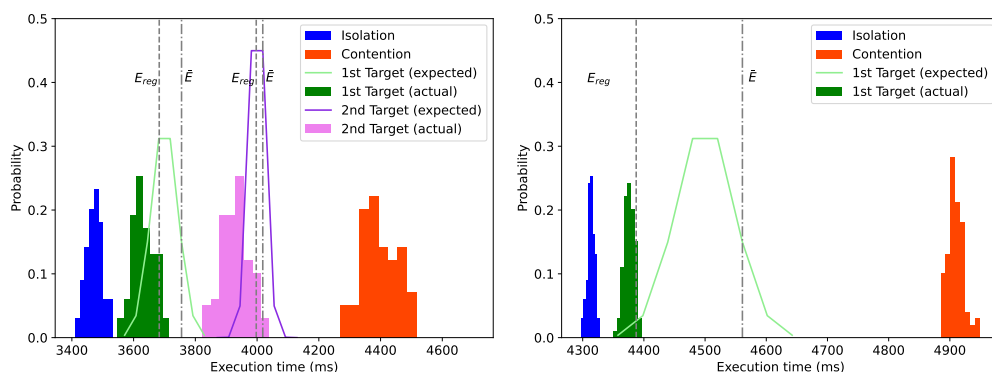 0.5
0.4
0.3
0.2
0.1
0.0
Probability
3400 3600 3800 4000 4200 4400 4600
Execution time (ms)
E_reg Ē E_reg Ē
Isolation
Contention
1st Target (expected)
1st Target (actual)
2nd Target (expected)
2nd Target (actual)
0.5
0.4
0.3
0.2
0.1
0.0
Probability
4300 4400 4500 4600 4700 4800 4900
Execution time (ms)
E_reg Ē
Isolation
Contention
1st Target (expected)
1st Target (actual)